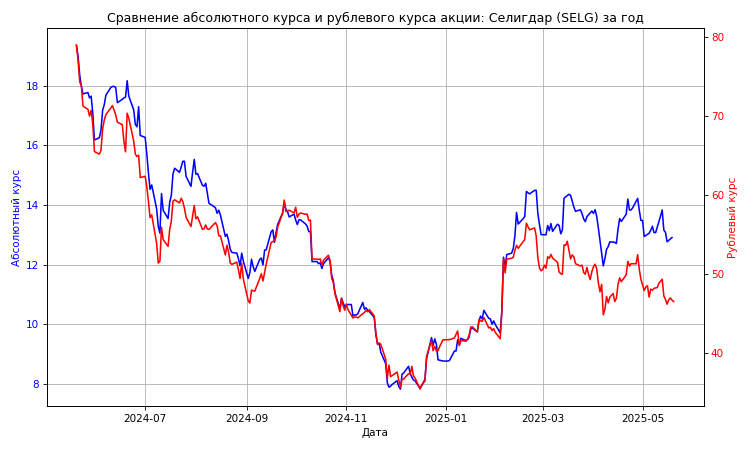 Сравнение абсолютного курса и рублевого курса акции: Селигдар (SELG) за год
80
18
70
16
60
14
12
50
10
40
8
Абсолютный курс
Рублевый курс
2024-07 2024-09 2024-11 2025-01 2025-03 2025-05
Дата